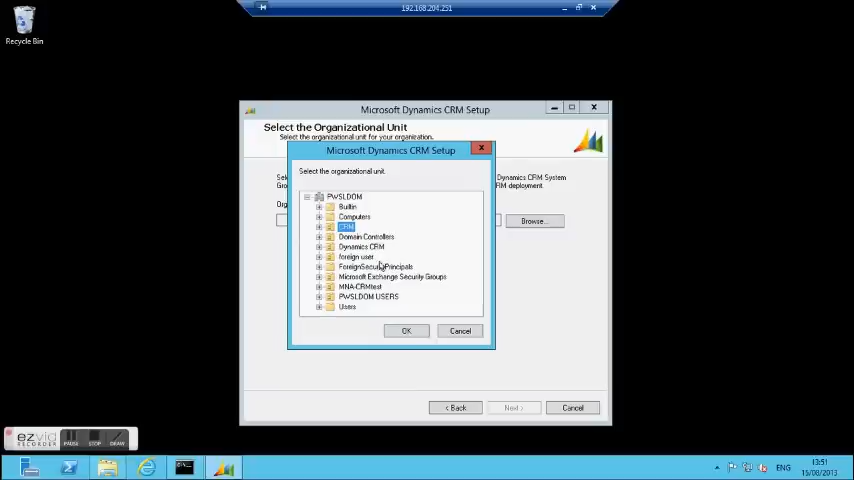 192.168.204.251
Recycle Bin
Microsoft Dynamics CRM Setup
Select the Organizational Unit
Select the organizational unit for your organization.
Microsoft Dynamics CRM Setup
Select the organizational unit.
Sel
Dynamics CRM System
Gro
RM deployment.
Org
Browse...
PWSLDOM
Builtin
Computers
CRM
Domain Controllers
Dynamics CRM
foreign user
ForeignSecurityPrincipals
Microsoft Exchange Security Groups
MNA-CRMtest
PWSLDOM USERS
Users
OK
Cancel
< Back
Next >
Cancel
ezvid
RECORDER
PAUSE
STOP
DRAW
ENG
13:51
15/08/2013